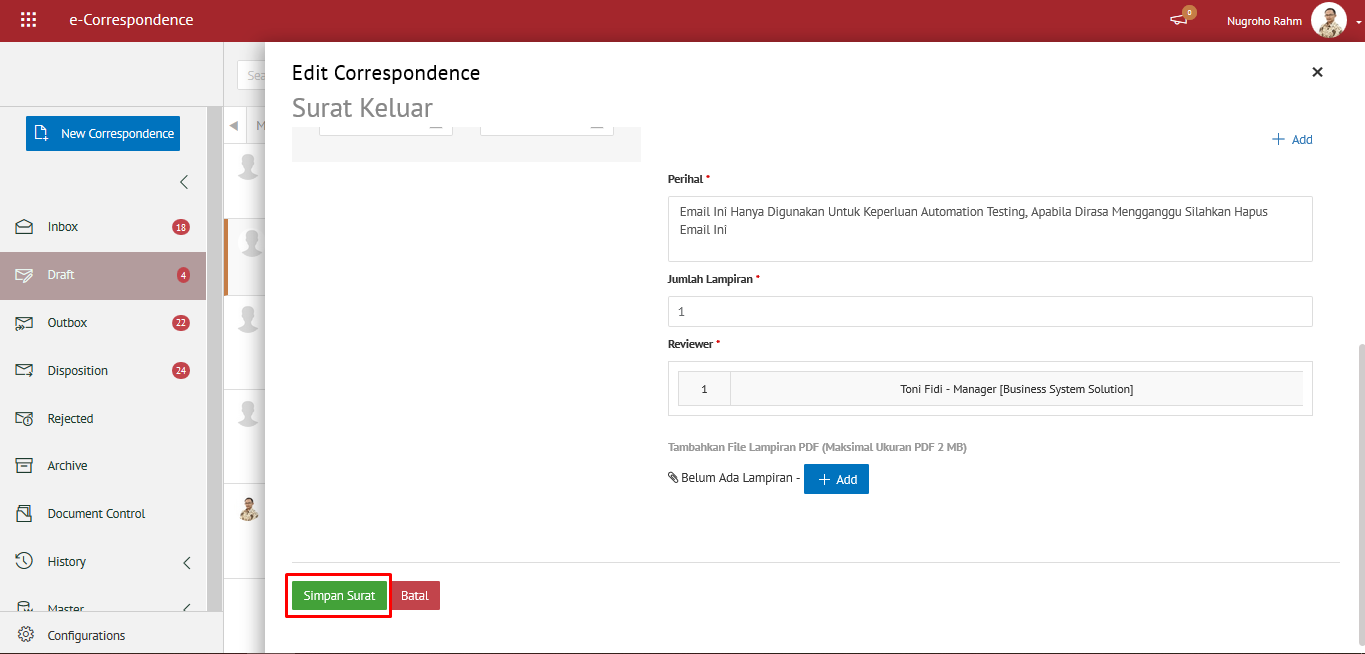 e-Correspondence
0
Nugroho Rahm
Edit Correspondence
Surat Keluar
Sea
New Correspondence
M
Add
Perihal *
Email Ini Hanya Digunakan Untuk Keperluan Automation Testing, Apabila Dirasa Mengganggu Silahkan Hapus
Email Ini
Inbox 18
Draft 4
Outbox 22
Disposition 24
Rejected
Archive
Document Control
History
Master
Configurations
Jumlah Lampiran *
1
Reviewer *
1 Toni Fidi - Manager [Business System Solution]
Tambahkan File Lampiran PDF (Maksimal Ukuran PDF 2 MB)
Belum Ada Lampiran - Add
Simpan Surat Batal